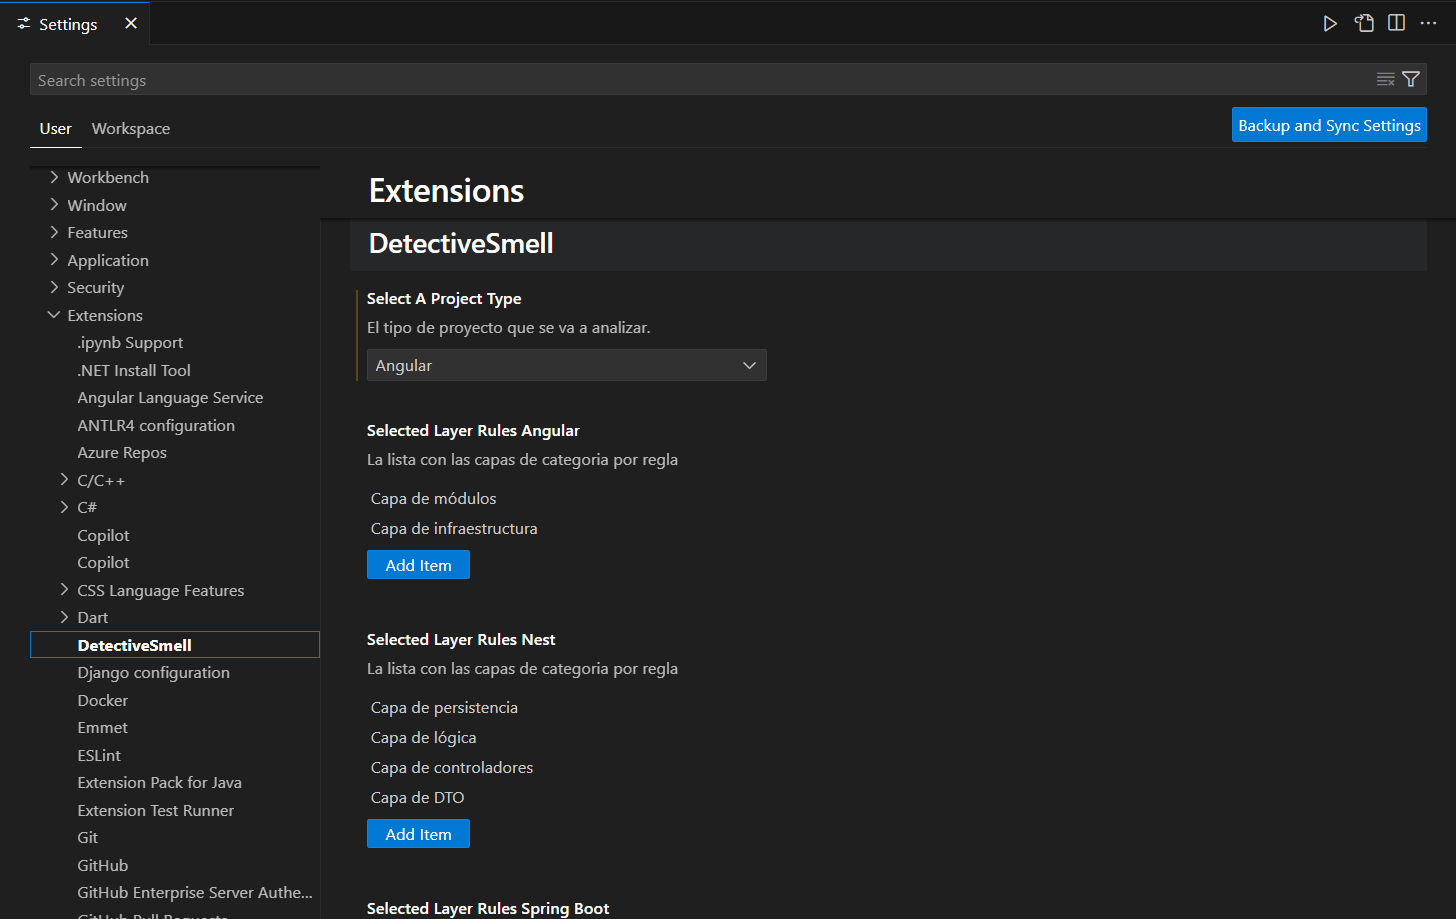 Settings
Search settings
User
Workspace
Backup and Sync Settings
Workbench
Window
Features
Application
Security
Extensions
.ipynb Support
.NET Install Tool
Angular Language Service
ANTLR4 configuration
Azure Repos
C/C++
C#
Copilot
Copilot
CSS Language Features
Dart
DetectiveSmell
Django configuration
Docker
Emmet
ESLint
Extension Pack for Java
Extension Test Runner
Git
GitHub
GitHub Enterprise Server Authe...
GitHub Pull Requests
Extensions
DetectiveSmell
Select A Project Type
El tipo de proyecto que se va a analizar.
Angular
Selected Layer Rules Angular
La lista con las capas de categoria por regla
Capa de módulos
Capa de infraestructura
Add Item
Selected Layer Rules Nest
La lista con las capas de categoria por regla
Capa de persistencia
Capa de lógica
Capa de controladores
Capa de DTO
Add Item
Selected Layer Rules Spring Boot